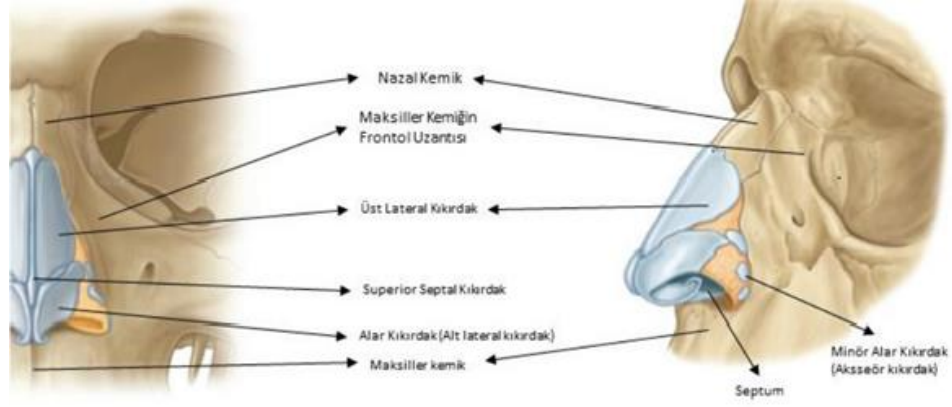 Nazal Kemik
Maksiller Kemiğin
Frontol Uzantısı
Üst Lateral Kıkırdak
Superior Septal Kıkırdak
Alar Kıkırdak (Alt lateral kıkırdak)
Maksiller kemik
Minör Alar Kıkırdak
(Aksseör kıkırdak)
Septum